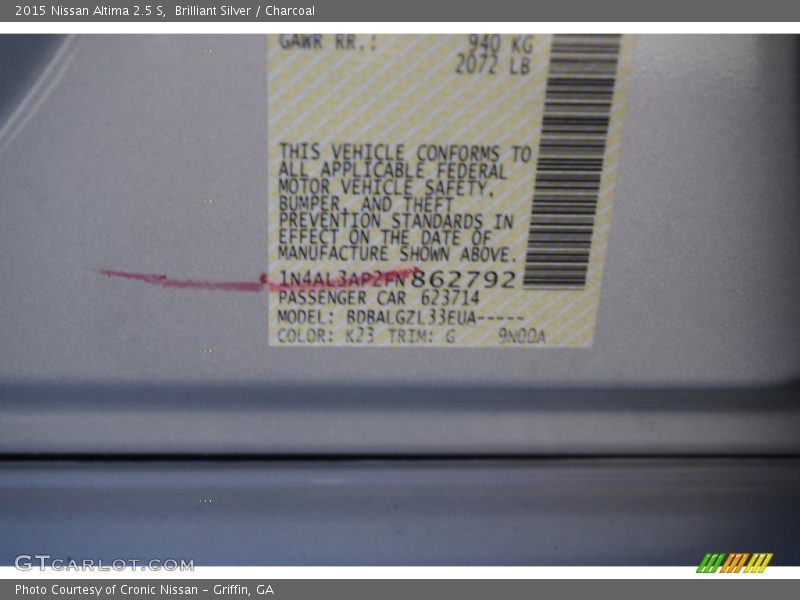 2015 Nissan Altima 2.5 S, Brilliant Silver / Charcoal
GAWR RR.: 940 KG
2072 LB
THIS VEHICLE CONFORMS TO
ALL APPLICABLE FEDERAL
MOTOR VEHICLE SAFETY,
BUMPER, AND THEFT
PREVENTION STANDARDS IN
EFFECT ON THE DATE OF
MANUFACTURE SHOWN ABOVE.
1N4AL3AP2FN862792
PASSENGER CAR 623714
MODEL: BDBALGZL33EUA-----
COLOR: K23 TRIM: G 9N00A
GTCARLOT.COM
Photo Courtesy of Cronic Nissan - Griffin, GA